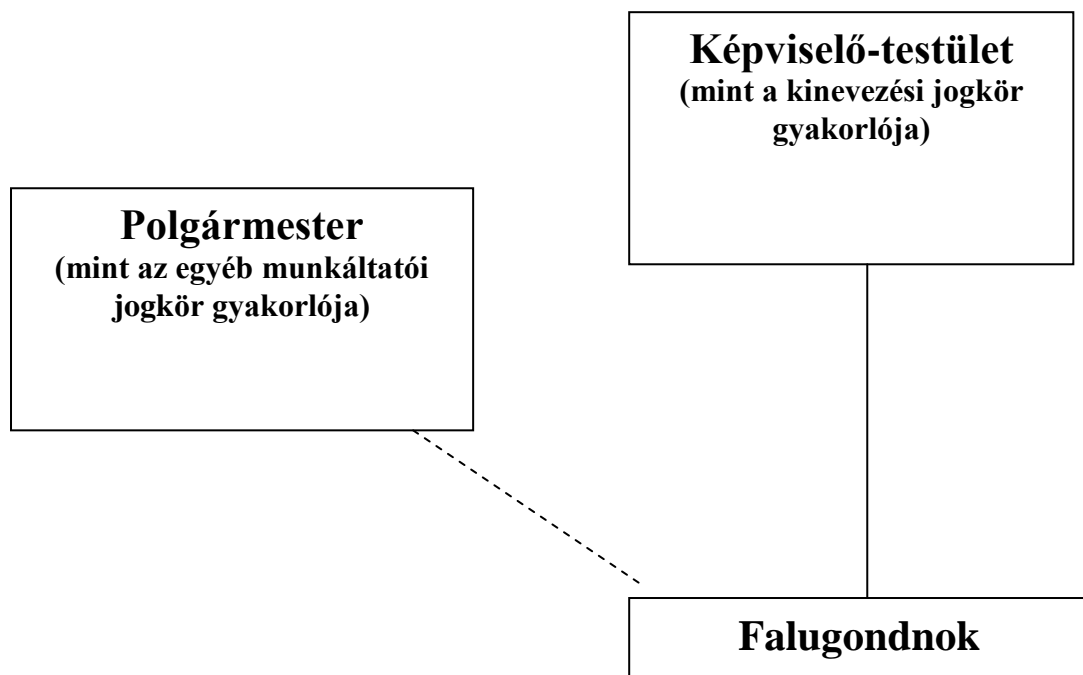 Képviselő-testület
(mint a kinevezési jogkör
gyakorlója)
Polgármester
(mint az egyéb munkáltatói
jogkör gyakorlója)
Falugondnok